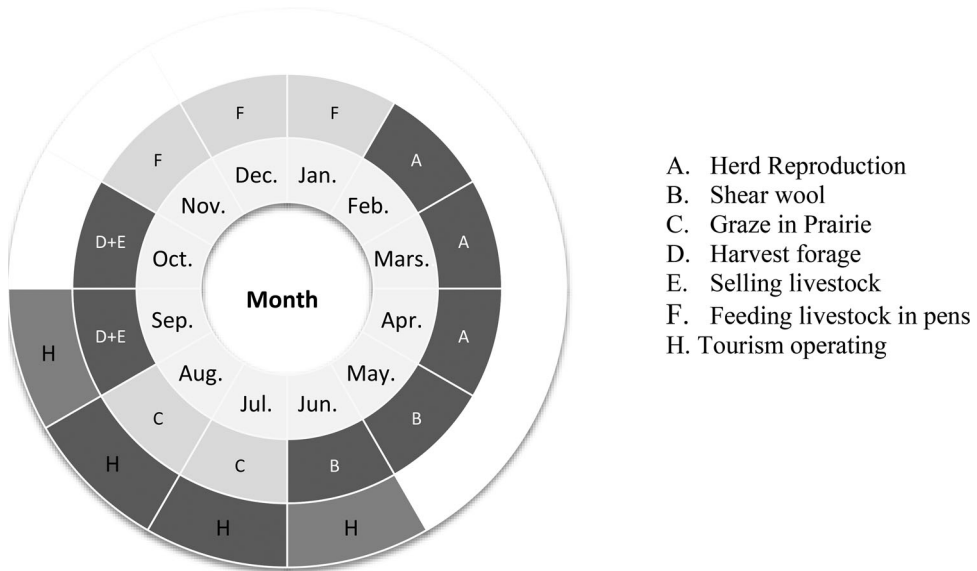 Month
Jan.
Feb.
Mars.
Apr.
May.
Jun.
Jul.
Aug.
Sep.
Oct.
Nov.
Dec.
F
A
A
A
B
B
C
C
D+E
D+E
F
F
H
H
H
H
A. Herd Reproduction
B. Shear wool
C. Graze in Prairie
D. Harvest forage
E. Selling livestock
F. Feeding livestock in pens
H. Tourism operating